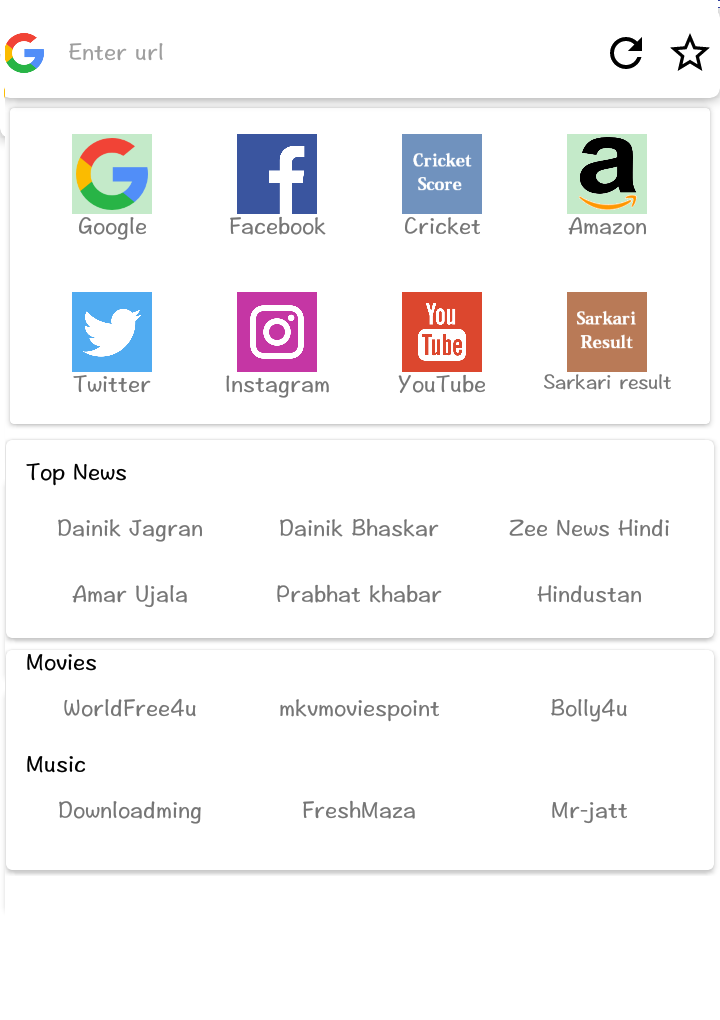 Enter url
Cricket
Score
Google Facebook Cricket Amazon
You
Tube
Sarkari
Result
Twitter Instagram YouTube Sarkari result
Top News
Dainik Jagran Dainik Bhaskar Zee News Hindi
Amar Ujala Prabhat khabar Hindustan
Movies
WorldFree4u mkvmoviespoint Bolly4u
Music
Downloadming FreshMaza Mr-jatt